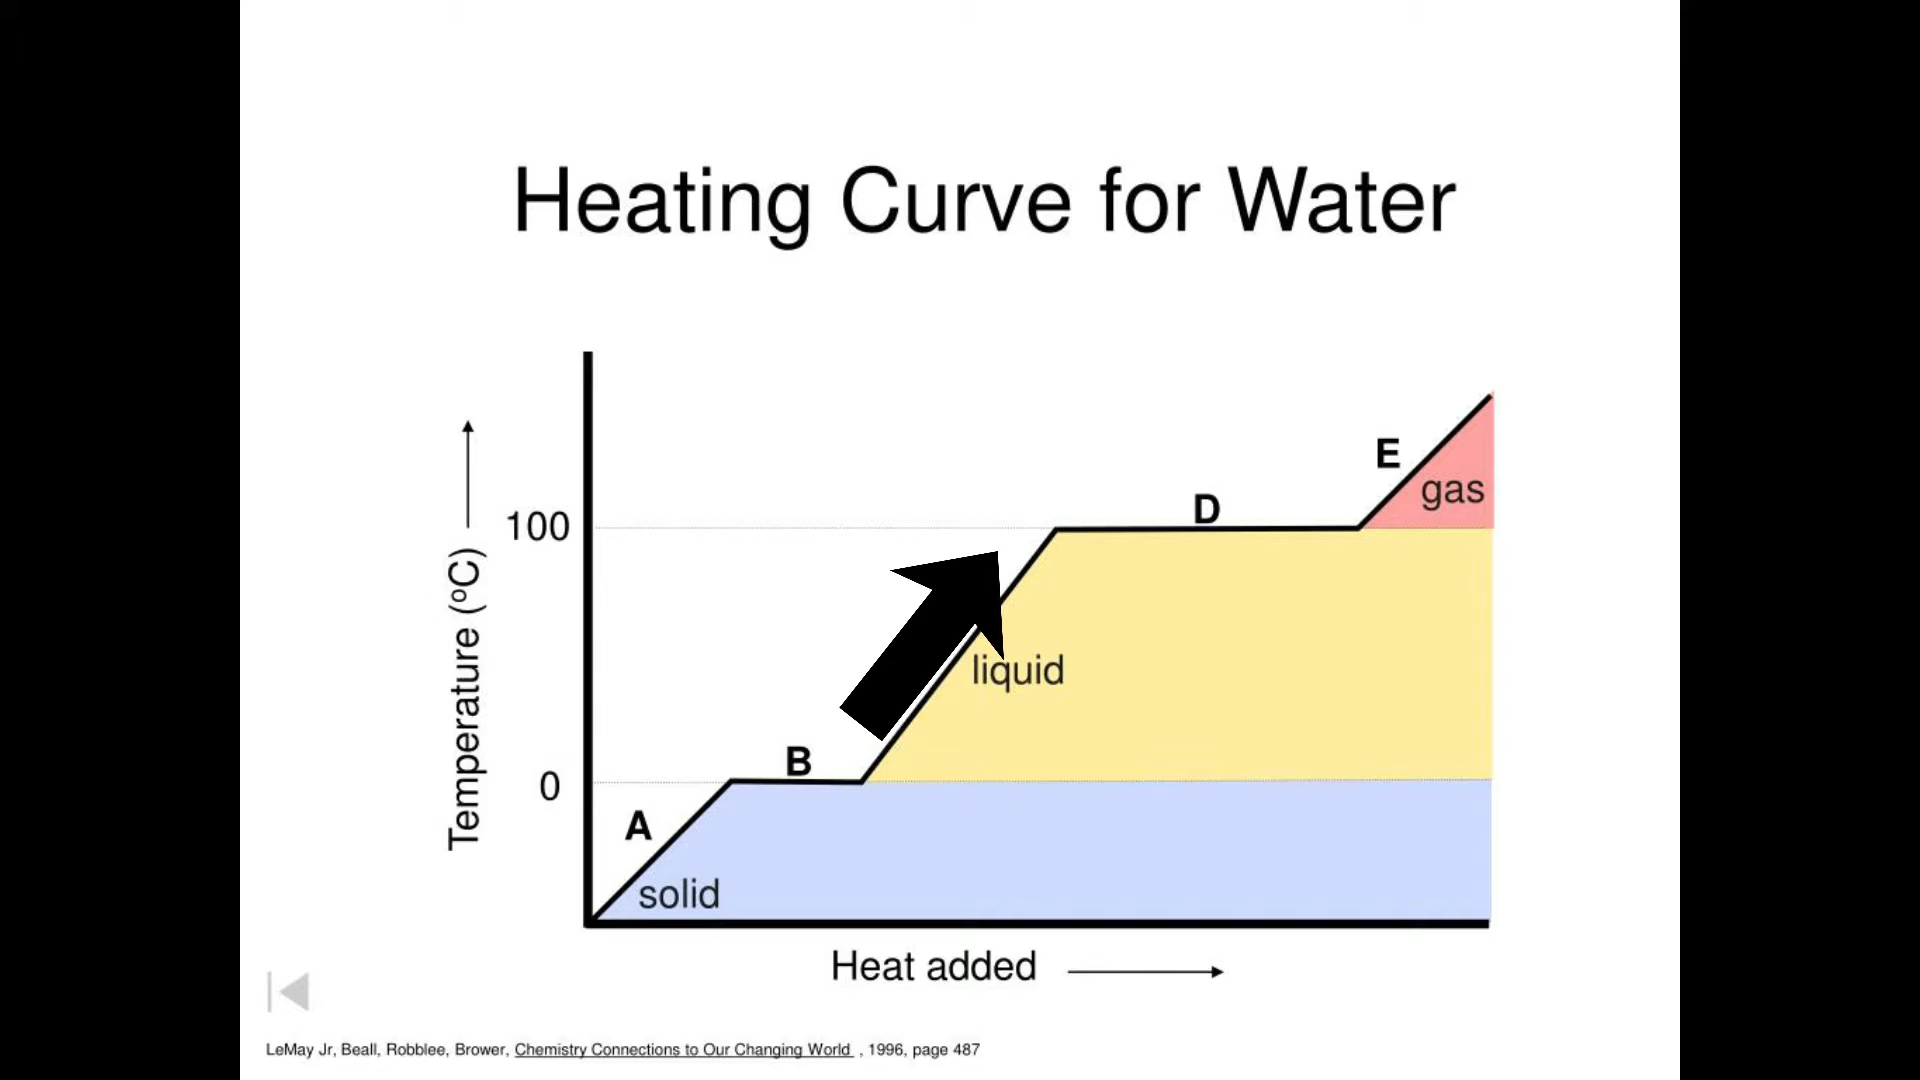 Heating Curve for Water
E
gas
D
100
liquid
Temperature (ºC)
B
0
A
solid
Heat added
LeMay Jr, Beall, Robblee, Brower, Chemistry Connections to Our Changing World , 1996, page 487